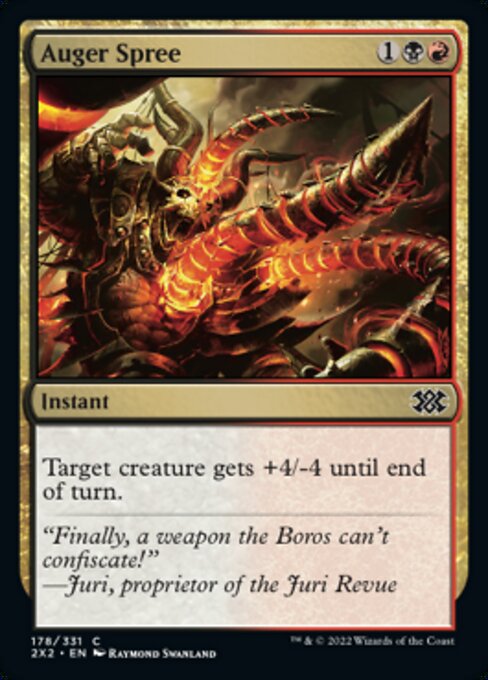 Auger Spree 1
Instant
Target creature gets +4/-4 until end
of turn.
“Finally, a weapon the Boros can’t
confiscate!”
—Juri, proprietor of the Juri Revue
178/331 C
2X2 • EN Raymond Swanland
™ & © 2022 Wizards of the Coast